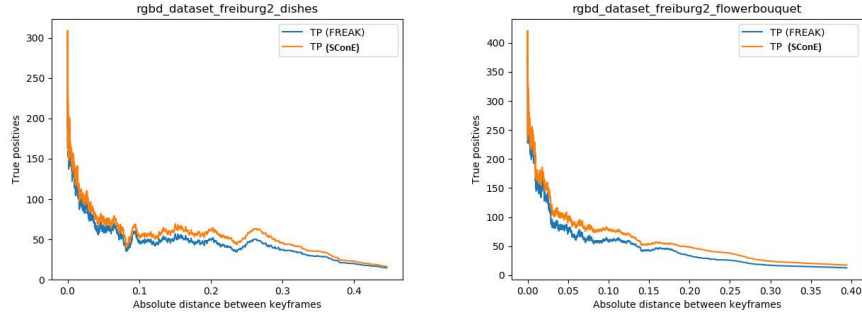 rgbd_dataset_freiburg2_dishes
TP (FREAK)
TP (SConE)
300
250
200
150
100
50
0
True positives
0.0 0.1 0.2 0.3 0.4
Absolute distance between keyframes
rgbd_dataset_freiburg2_flowerbouquet
TP (FREAK)
TP (SConE)
400
350
300
250
200
150
100
50
0
True positives
0.00 0.05 0.10 0.15 0.20 0.25 0.30 0.35 0.40
Absolute distance between keyframes